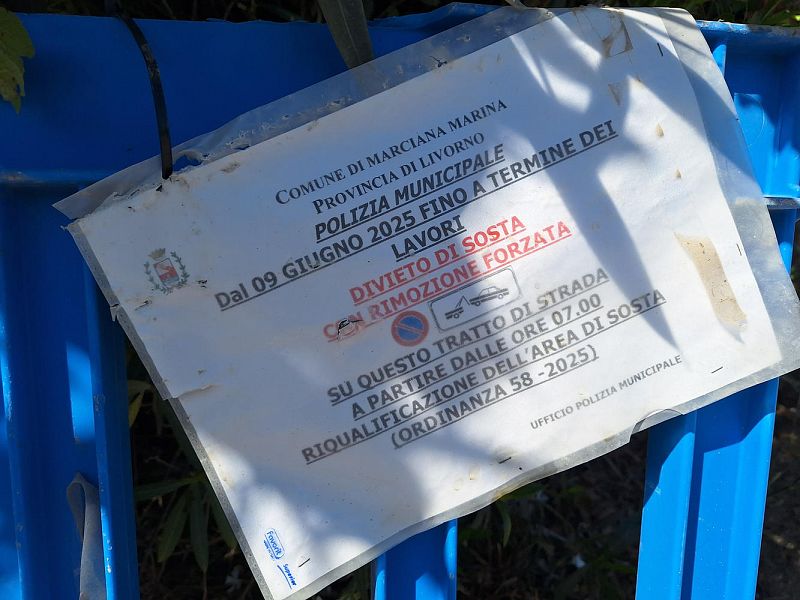 COMUNE DI MARCIANA MARINA
PROVINCIA DI LIVORNO
POLIZIA MUNICIPALE
Dal 09 GIUGNO 2025 FINO A TERMINE DEI
LAVORI
DIVIETO DI SOSTA
CON RIMOZIONE FORZATA
SU QUESTO TRATTO DI STRADA
A PARTIRE DALLE ORE 07.00
RIQUALIFICAZIONE DELL'AREA DI SOSTA
(ORDINANZA 58 -2025)
UFFICIO POLIZIA MUNICIPALE
Favorit
Superior